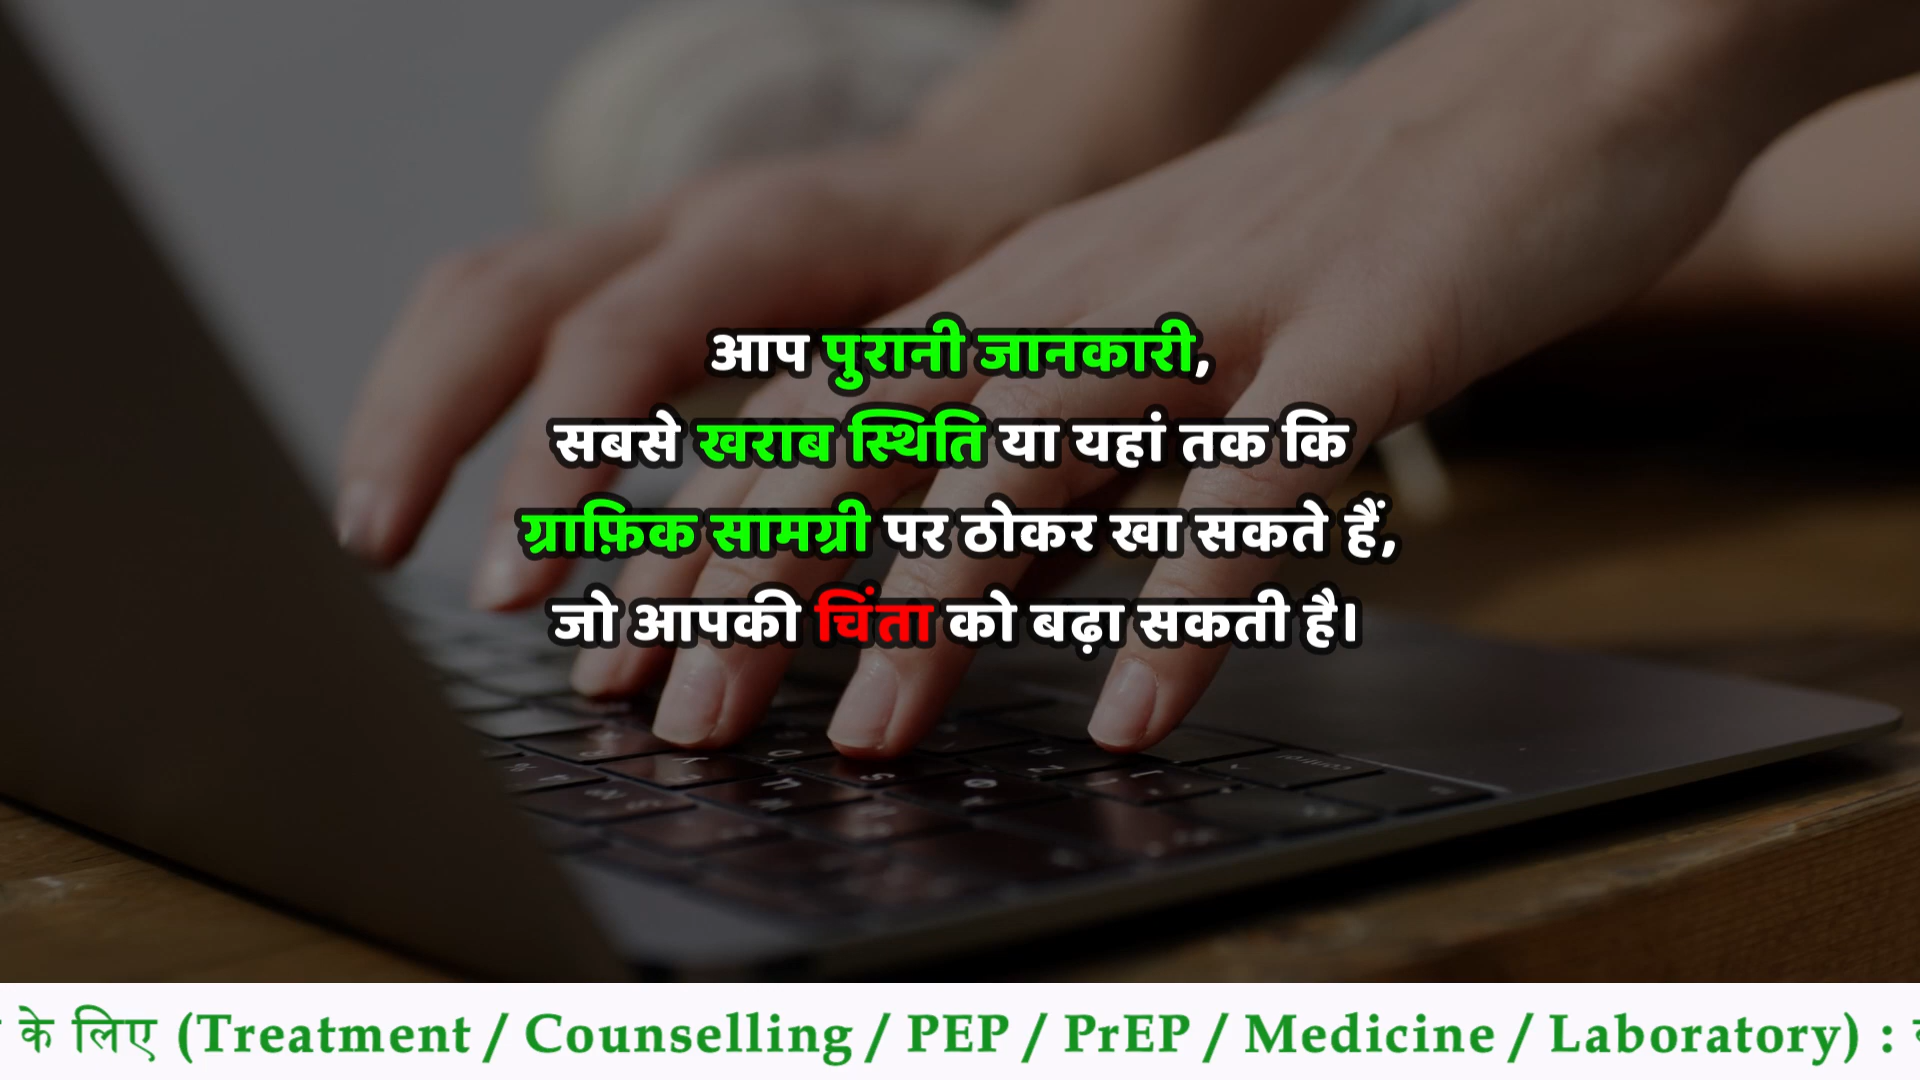 आप पुरानी जानकारी,
सबसे खराब स्थिति या यहां तक कि
ग्राफ़िक सामग्री पर ठोकर खा सकते हैं,
जो आपकी चिंता को बढ़ा सकती है।
के लिए (Treatment / Counselling / PEP / PrEP / Medicine / Laboratory) :